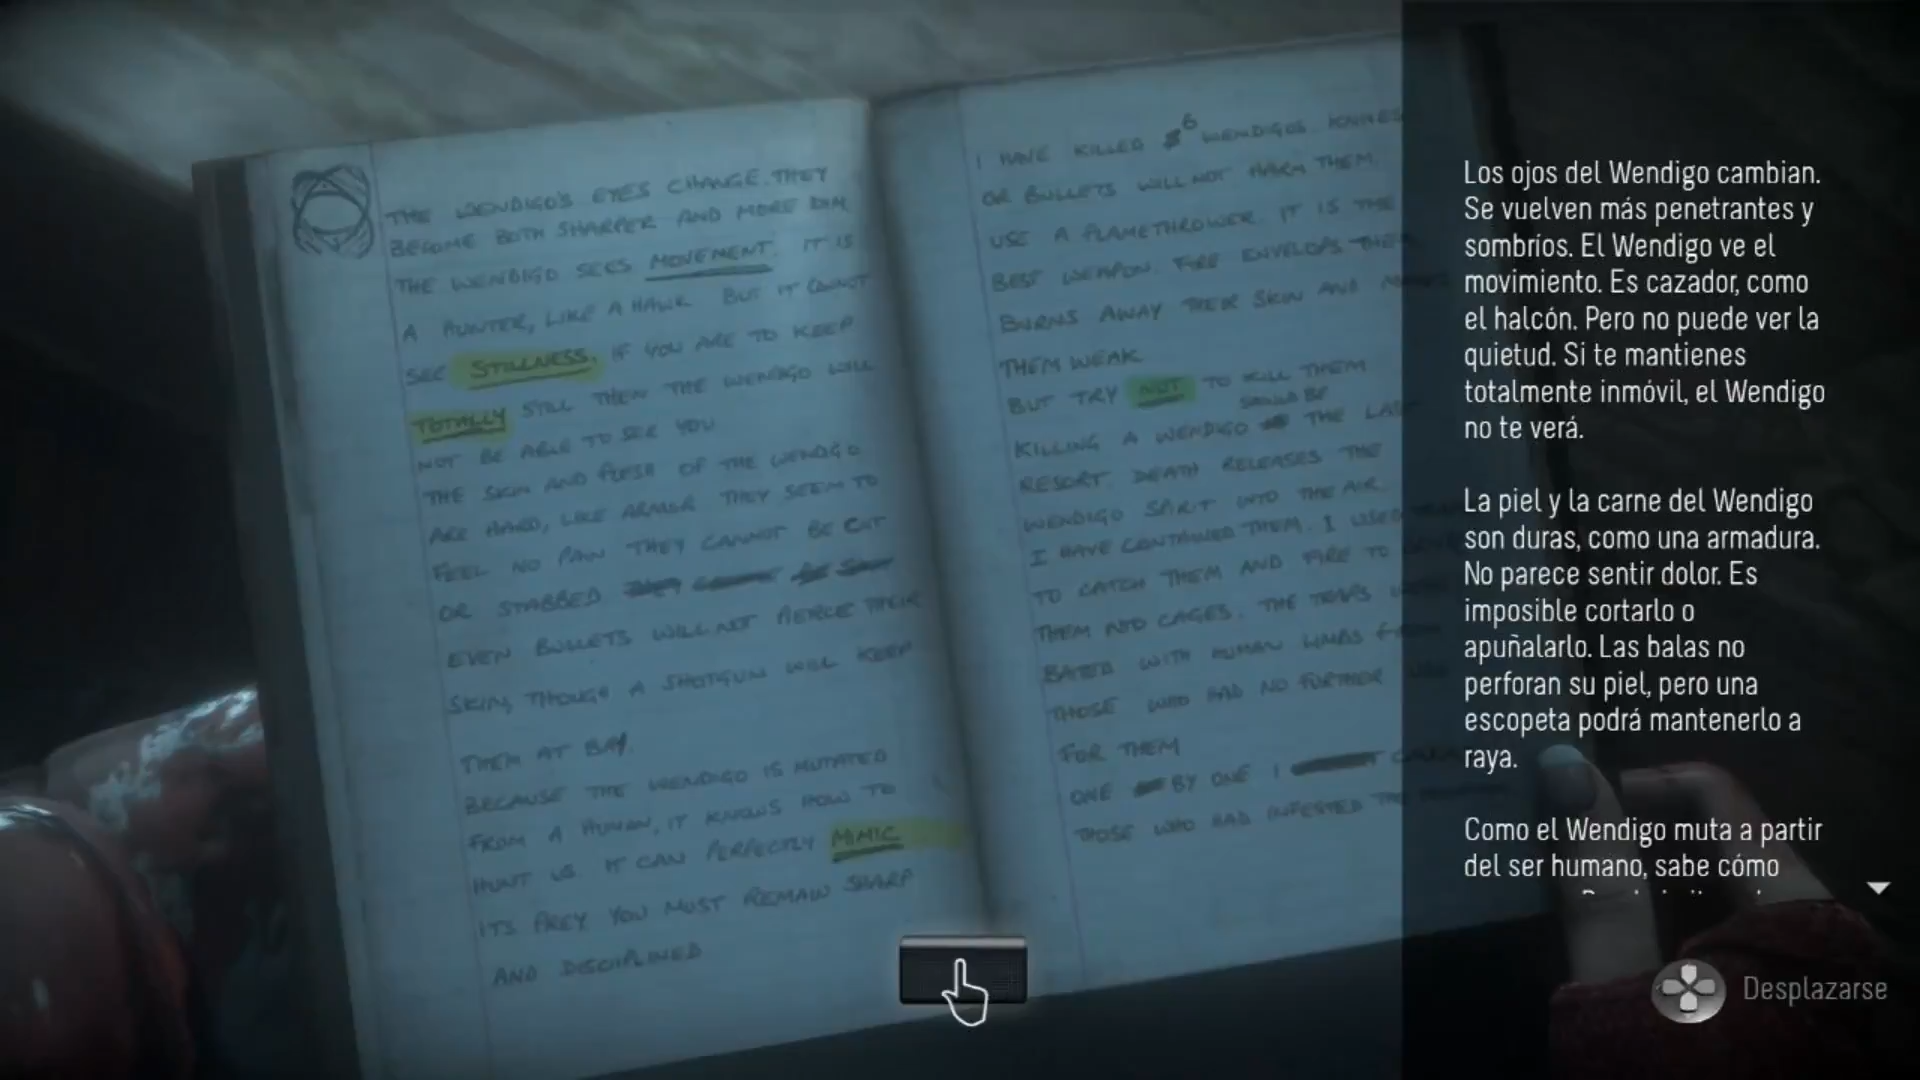 THE WENDIGO'S EYES CHANGE. THEY
BECOME BOTH SHARPER AND MORE DIM
THE WENDIGO SEES MOVEMENT. IT IS
A HUNTER, LIKE A HAWK BUT IT CANNOT
SEE STILLNESS. IF YOU ARE TO KEEP
TOTALLY STILL THEN THE WENDIGO WILL
NOT BE ABLE TO SEE YOU
THE SKIN AND FLESH OF THE WENDIGO
ARE HARD, LIKE ARMOR THEY SEEM TO
FEEL NO PAIN THEY CANNOT BE CUT
OR STABBED
EVEN BULLETS WILL NOT PIERCE THEIR
SKIN, THOUGH A SHOTGUN WILL KEEP
THEM AT BAY.
BECAUSE THE WENDIGO IS MUTATED
FROM A HUMAN, IT KNOWS HOW TO
HUNT US. IT CAN PERFECTLY MIMIC
ITS PREY YOU MUST REMAIN SHARP
AND DISCIPLINED
I HAVE KILLED 6 WENDIGOS. KNIVES
OR BULLETS WILL NOT HARM THEM.
USE A FLAMETHROWER. IT IS THE
BEST WEAPON. FIRE ENVELOPS THEM
BURNS AWAY THEIR SKIN AND
THEM WEAK
BUT TRY NOT TO KILL THEM
KILLING A WENDIGO SHOULD BE THE LAST
RESORT. DEATH RELEASES THE
WENDIGO SPIRIT INTO THE AIR.
I HAVE CONTAINED THEM. I USED
TO CATCH THEM AND FIRE TO
THEM INTO CAGES. THE TRAPS
BAITED WITH HUMAN LIMBS
THOSE WHO HAD NO FURTHER
FOR THEM
ONE BY ONE I
THOSE WHO HAD INFESTED THE
Los ojos del Wendigo cambian.
Se vuelven más penetrantes y
sombríos. El Wendigo ve el
movimiento. Es cazador, como
el halcón. Pero no puede ver la
quietud. Si te mantienes
totalmente inmóvil, el Wendigo
no te verá.
La piel y la carne del Wendigo
son duras, como una armadura.
No parece sentir dolor. Es
imposible cortarlo o
apuñalarlo. Las balas no
perforan su piel, pero una
escopeta podrá mantenerlo a
raya.
Como el Wendigo muta a partir
del ser humano, sabe cómo
Desplazarse